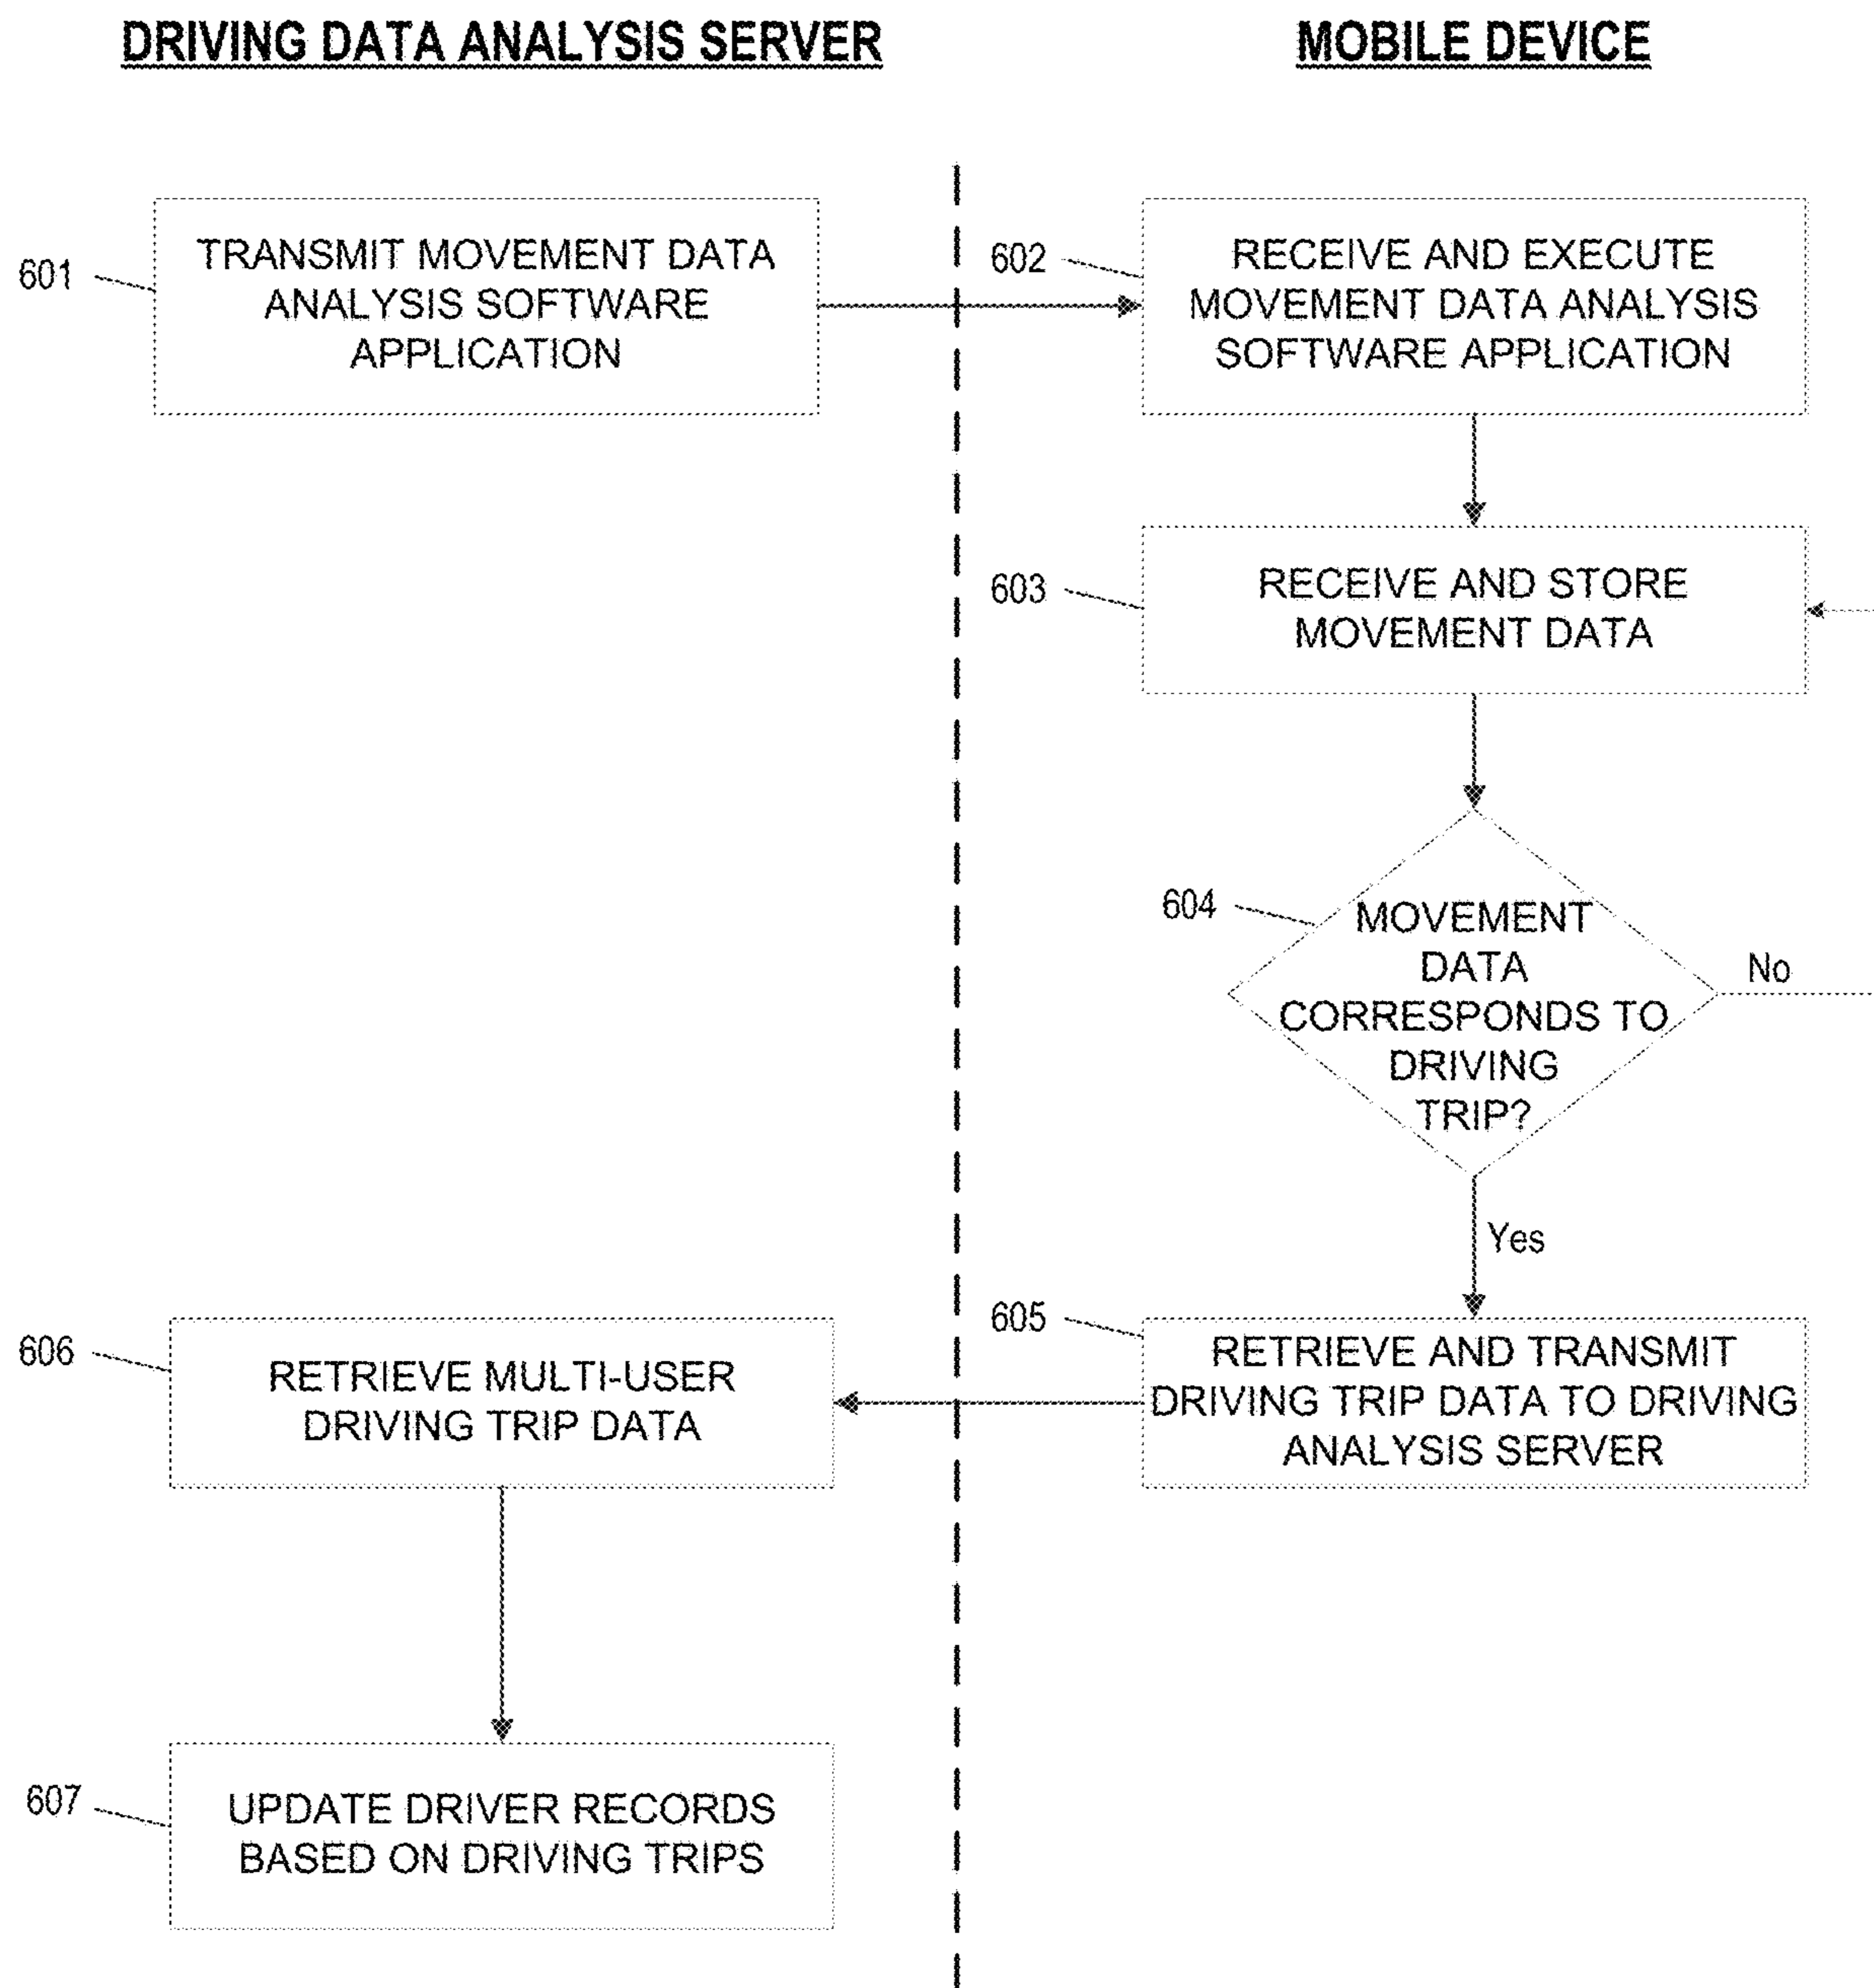 DRIVING DATA ANALYSIS SERVER
MOBILE DEVICE
601
TRANSMIT MOVEMENT DATA
ANALYSIS SOFTWARE
APPLICATION
602
RECEIVE AND EXECUTE
MOVEMENT DATA ANALYSIS
SOFTWARE APPLICATION
603
RECEIVE AND STORE
MOVEMENT DATA
604
MOVEMENT
DATA
CORRESPONDS TO
DRIVING
TRIP?
No
Yes
605
RETRIEVE AND TRANSMIT
DRIVING TRIP DATA TO DRIVING
ANALYSIS SERVER
606
RETRIEVE MULTI-USER
DRIVING TRIP DATA
607
UPDATE DRIVER RECORDS
BASED ON DRIVING TRIPS